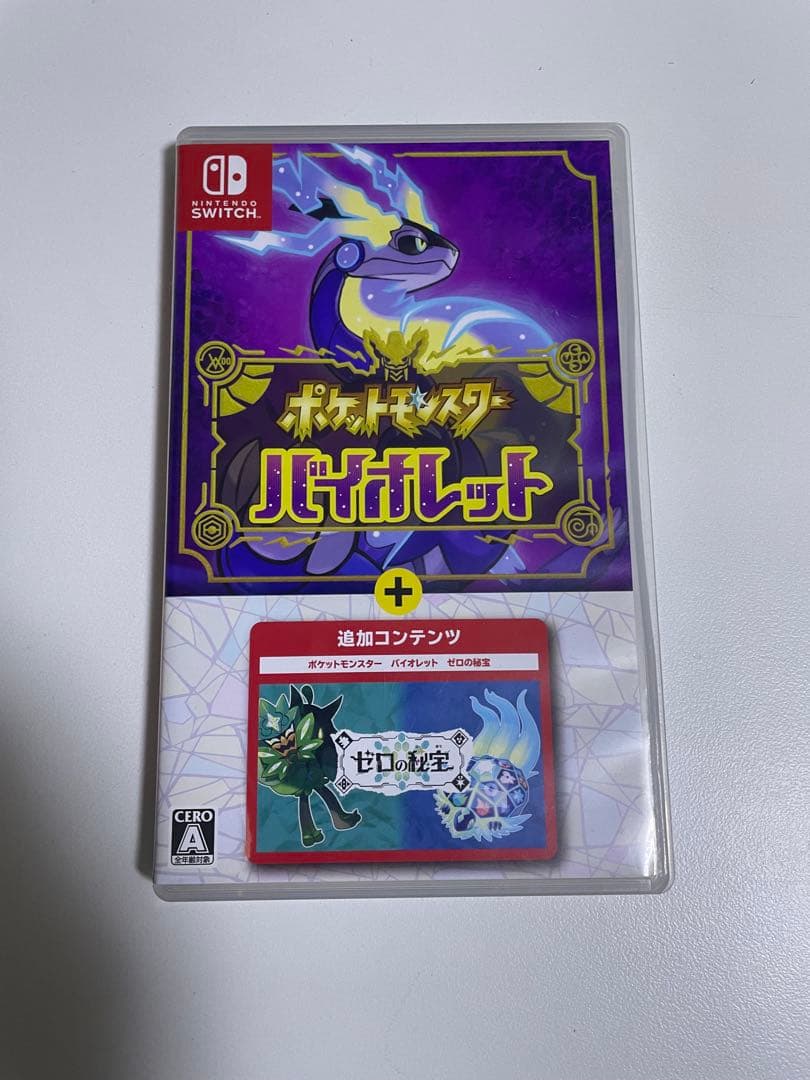 NINTENDO
SWITCH™
ポケットモンスター
バイオレット
+
追加コンテンツ
ポケットモンスター バイオレット ゼロの秘宝
ゼロの秘宝
CERO
A
全年齢対象